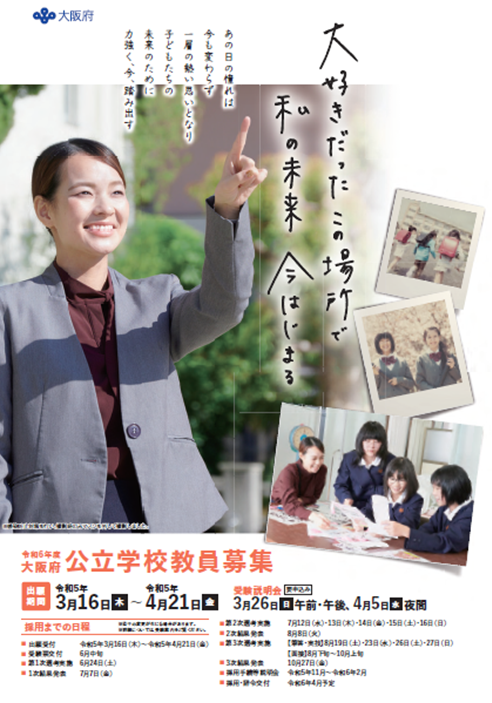 大阪府
あの日の憧れは
今も変わらず
一層の熱い思いとなり
子どもたちの
未来のために
力強く、今、踏み出す
大好きだった この場所で
私の未来 今はじまる
令和6年度
大阪府 公立学校教員募集
出願期間
令和5年 3月16日 木 ～ 令和5年 4月21日 金
受験説明会 要申込み
3月26日 日 午前・午後、4月5日 水 夜間
採用までの日程
出願受付 令和5年3月16日(木)～令和5年4月21日(金)
受験票交付 6月中旬
第1次選考実施 6月24日(土)
1次結果発表 7月7日(金)
第2次選考実施 7月12日(水)・13日(木)・14日(金)・15日(土)・16日(日)
2次結果発表 8月8日(火)
第3次選考実施 【筆答・実技】8月19日(土)・23日(水)・26日(土)・27日(日)
【面接】8月下旬～10月上旬
3次結果発表 10月27日(金)
採用手続等説明会 令和5年11月～令和6年2月
採用・辞令交付 令和6年4月予定